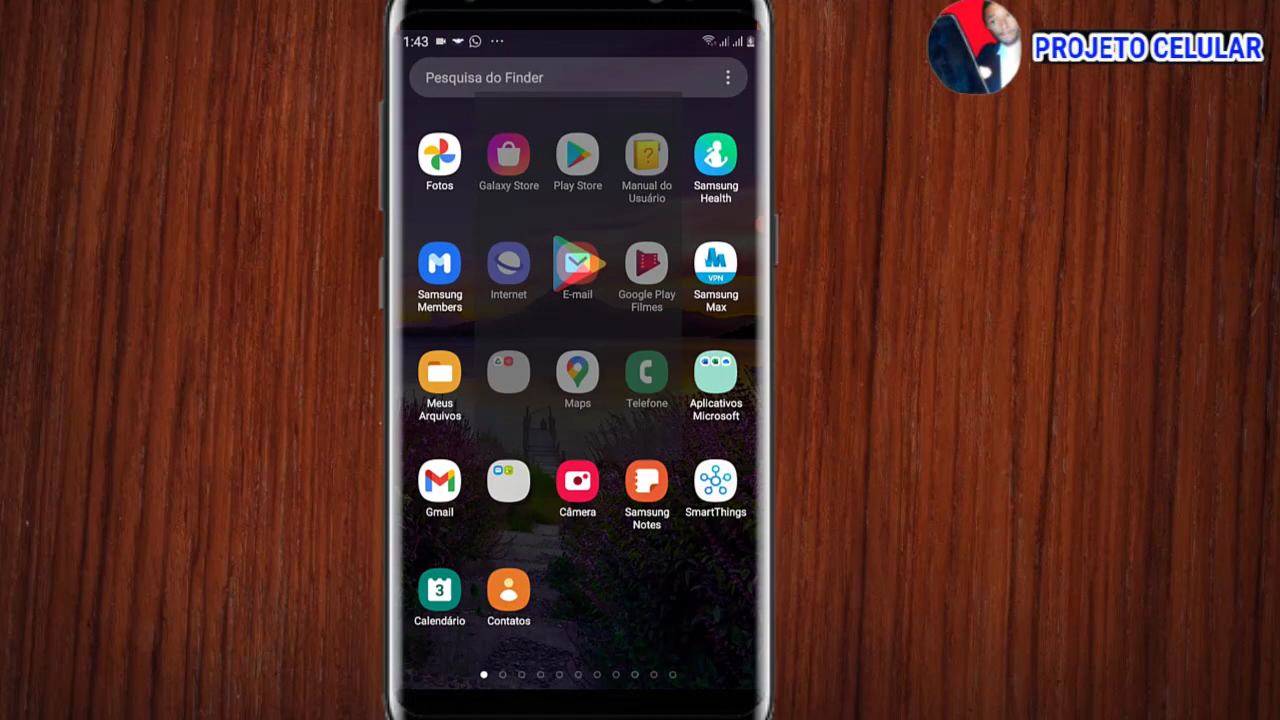 PROJETO CELULAR
1:43
Pesquisa do Finder
Fotos
Galaxy Store
Play Store
Manual do
Usuário
Samsung
Health
Samsung
Members
Internet
E-mail
Google Play
Filmes
VPN
Samsung
Max
Meus
Arquivos
Maps
Telefone
Aplicativos
Microsoft
Gmail
Câmera
Samsung
Notes
SmartThings
3
Calendário
Contatos